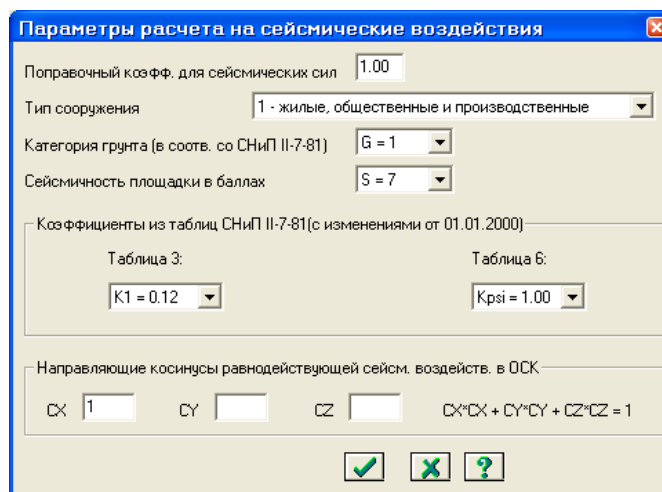 Параметры расчета на сейсмические воздействия
Поправочный коэфф. для сейсмических сил 1.00
Тип сооружения 1 - жилые, общественные и производственные
Категория грунта (в соотв. со СНиП II-7-81) G = 1
Сейсмичность площадки в баллах S = 7
Коэффициенты из таблиц СНиП II-7-81(с изменениями от 01.01.2000)
Таблица 3: Таблица 6:
K1 = 0.12 Kpsi = 1.00
Направляющие косинусы равнодействующей сейсм. воздейств. в ОСК
CX 1 CY CZ CX*CX + CY*CY + CZ*CZ = 1
?